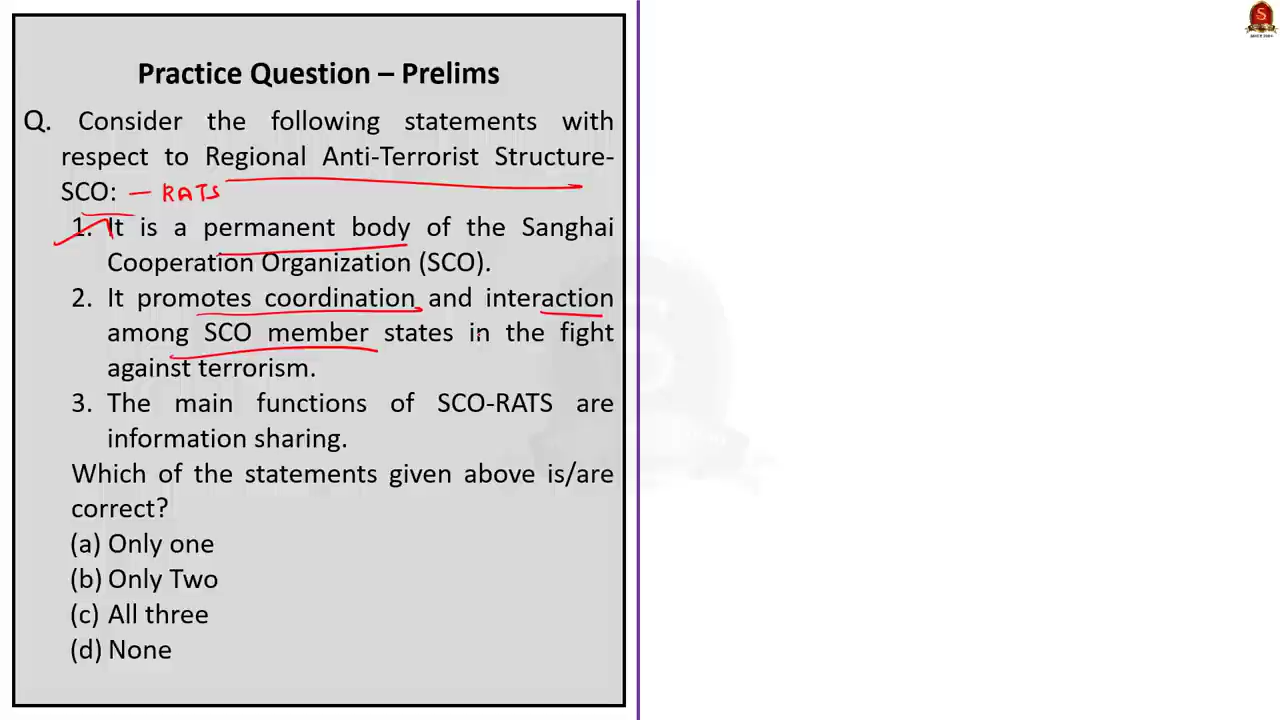 Practice Question – Prelims
Q. Consider the following statements with
respect to Regional Anti-Terrorist Structure-
SCO: – RATS
1. It is a permanent body of the Sanghai
Cooperation Organization (SCO).
2. It promotes coordination and interaction
among SCO member states in the fight
against terrorism.
3. The main functions of SCO-RATS are
information sharing.
Which of the statements given above is/are
correct?
(a) Only one
(b) Only Two
(c) All three
(d) None
S